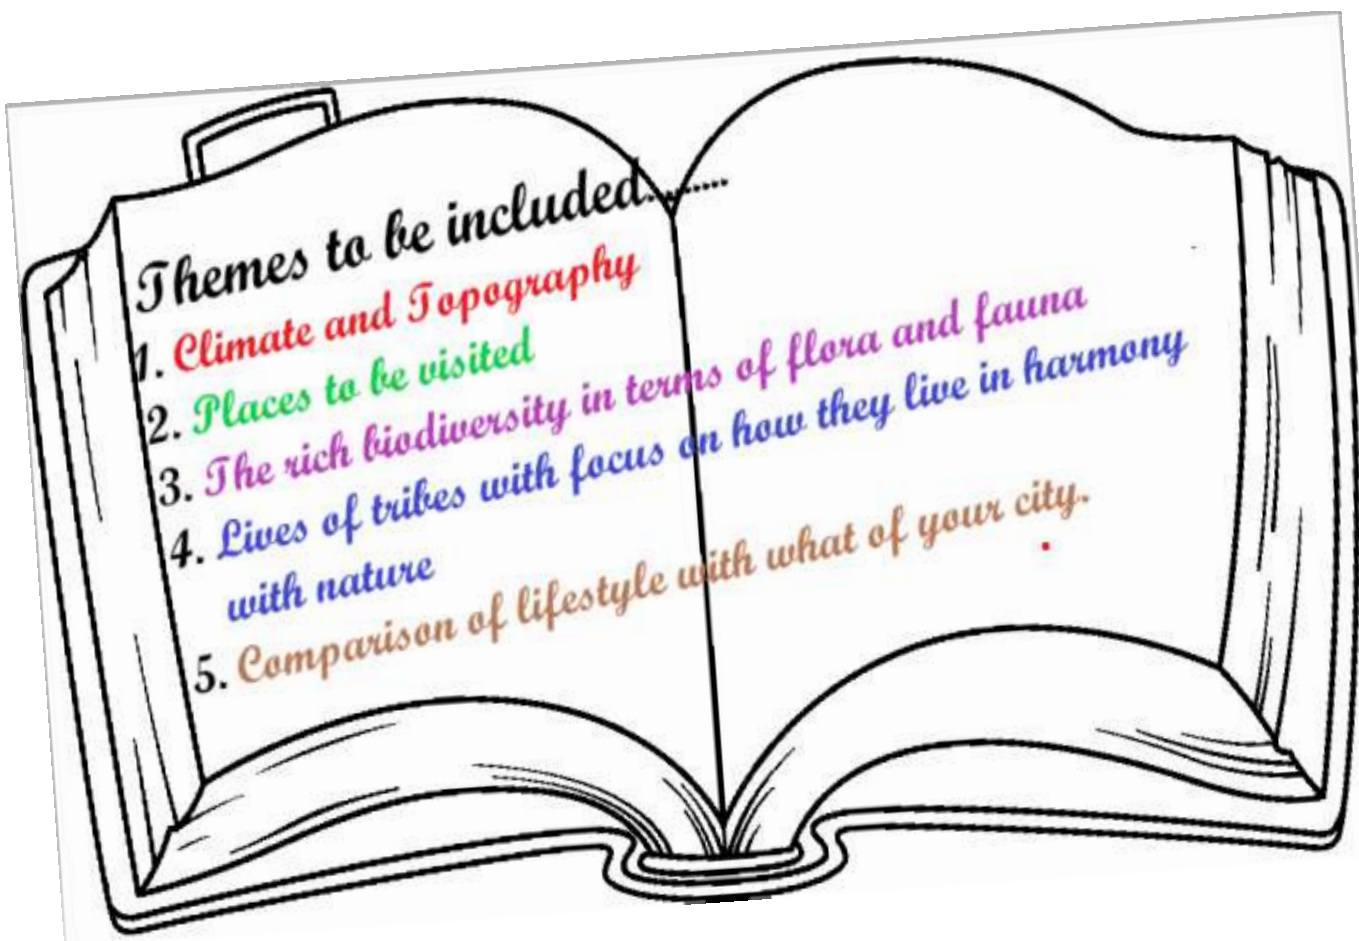 Themes to be included........
1. Climate and Topography
2. Places to be visited
3. The rich biodiversity in terms of flora and fauna
4. Lives of tribes with focus on how they live in harmony
with nature
5. Comparison of lifestyle with what of your city.